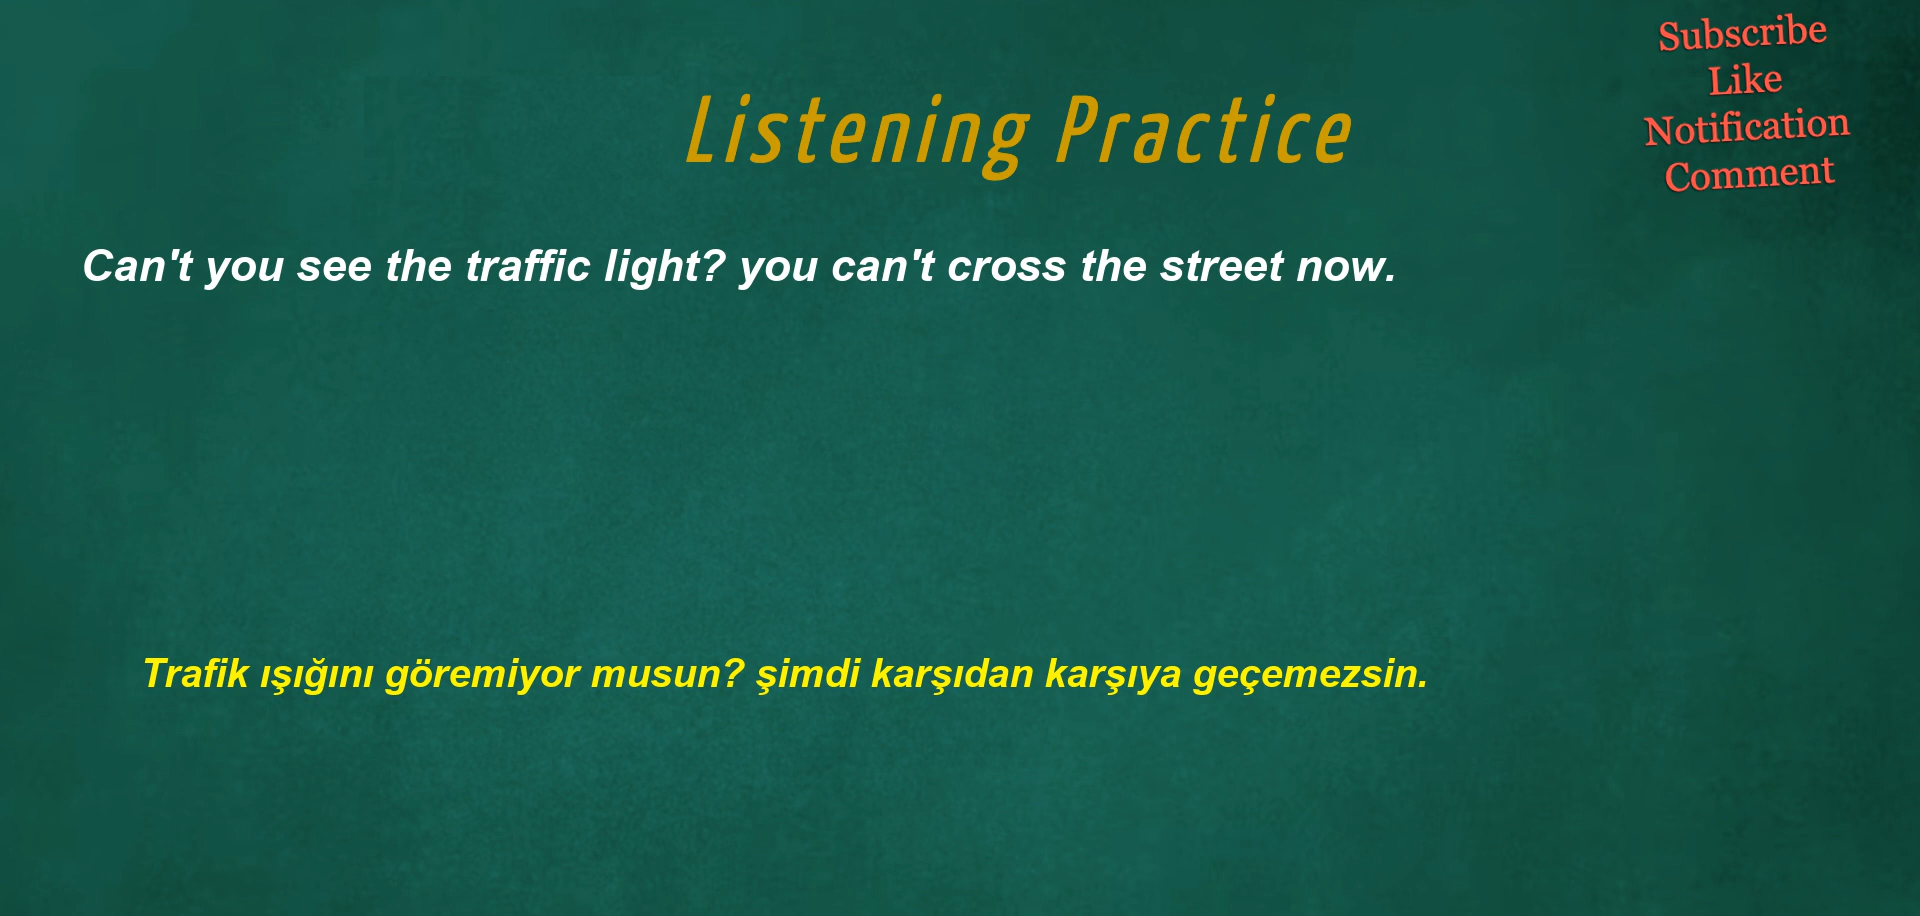 Subscribe
Like
Notification
Comment
Listening Practice
Can't you see the traffic light? you can't cross the street now.
Trafik ışığını göremiyor musun? şimdi karşıdan karşıya geçemezsin.